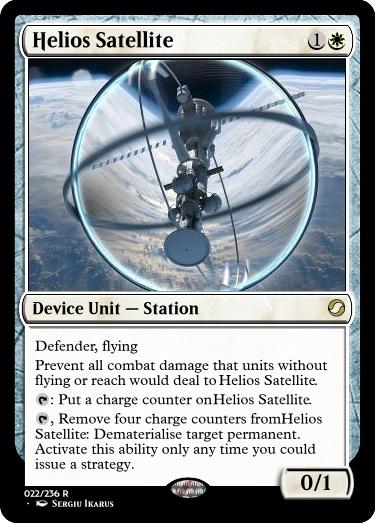 Helios Satellite 1
Device Unit — Station
Defender, flying
Prevent all combat damage that units without
flying or reach would deal to Helios Satellite.
: Put a charge counter onHelios Satellite.
, Remove four charge counters fromHelios
Satellite: Dematerialise target permanent.
Activate this ability only any time you could
issue a strategy.
0/1
022/236 R
• Sergiu Ikarus